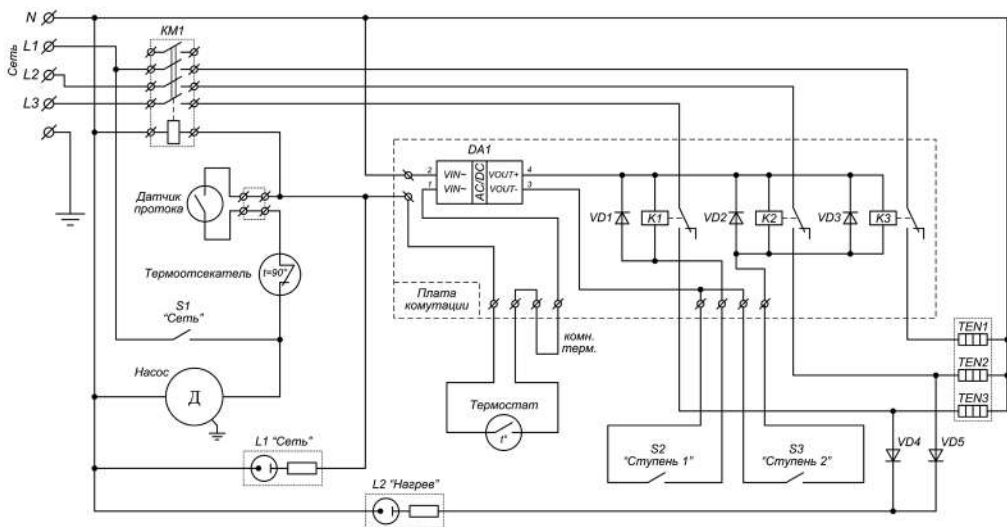 N
KM1
L1
Сеть
L2
L3
DA1
2
VIN~
AC/DC
VOUT+
4
1
VIN~
VOUT-
3
Датчик
протока
VD1
K1
VD2
K2
VD3
K3
Термоотсекатель
t=90°
Плата
комутации
S1
"Сеть"
комн.
терм.
TEN1
Насос
TEN2
Д
Термостат
TEN3
t°
L1 "Сеть"
S2
"Ступень 1"
S3
"Ступень 2"
VD4
VD5
L2 "Нагрев"